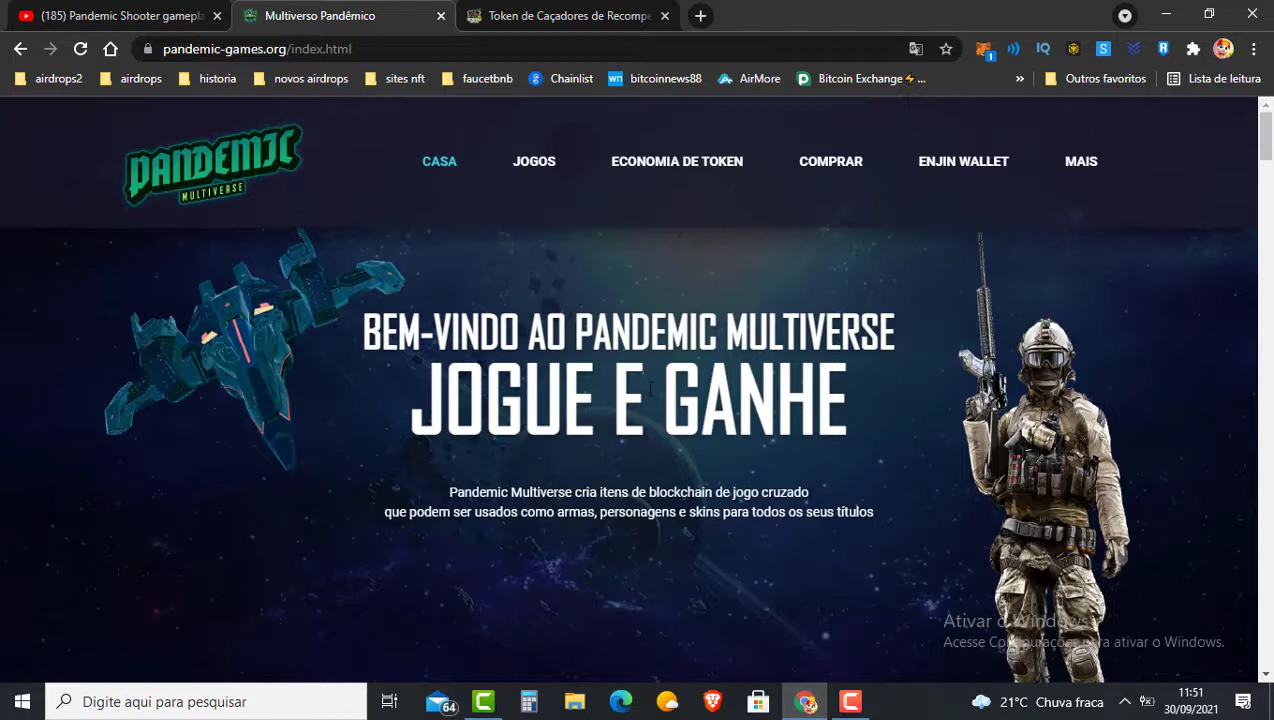 (185) Pandemic Shooter gamepla
Multiverso Pandêmico
Token de Caçadores de Recompe
pandemic-games.org/index.html
IQ
S
1
airdrops2
airdrops
historia
novos airdrops
sites nft
faucetbnb
Chainlist
wn
bitcoinnews88
AirMore
Bitcoin Exchange⚡...
»
Outros favoritos
Lista de leitura
PANDEMIC
MULTIVERSE
CASA
JOGOS
ECONOMIA DE TOKEN
COMPRAR
ENJIN WALLET
MAIS
BEM-VINDO AO PANDEMIC MULTIVERSE
JOGUE E GANHE
Pandemic Multiverse cria itens de blockchain de jogo cruzado
que podem ser usados como armas, personagens e skins para todos os seus títulos
Ativar o Windows
Acesse Configurações para ativar o Windows.
Digite aqui para pesquisar
64
21°C Chuva fraca
11:51
30/09/2021